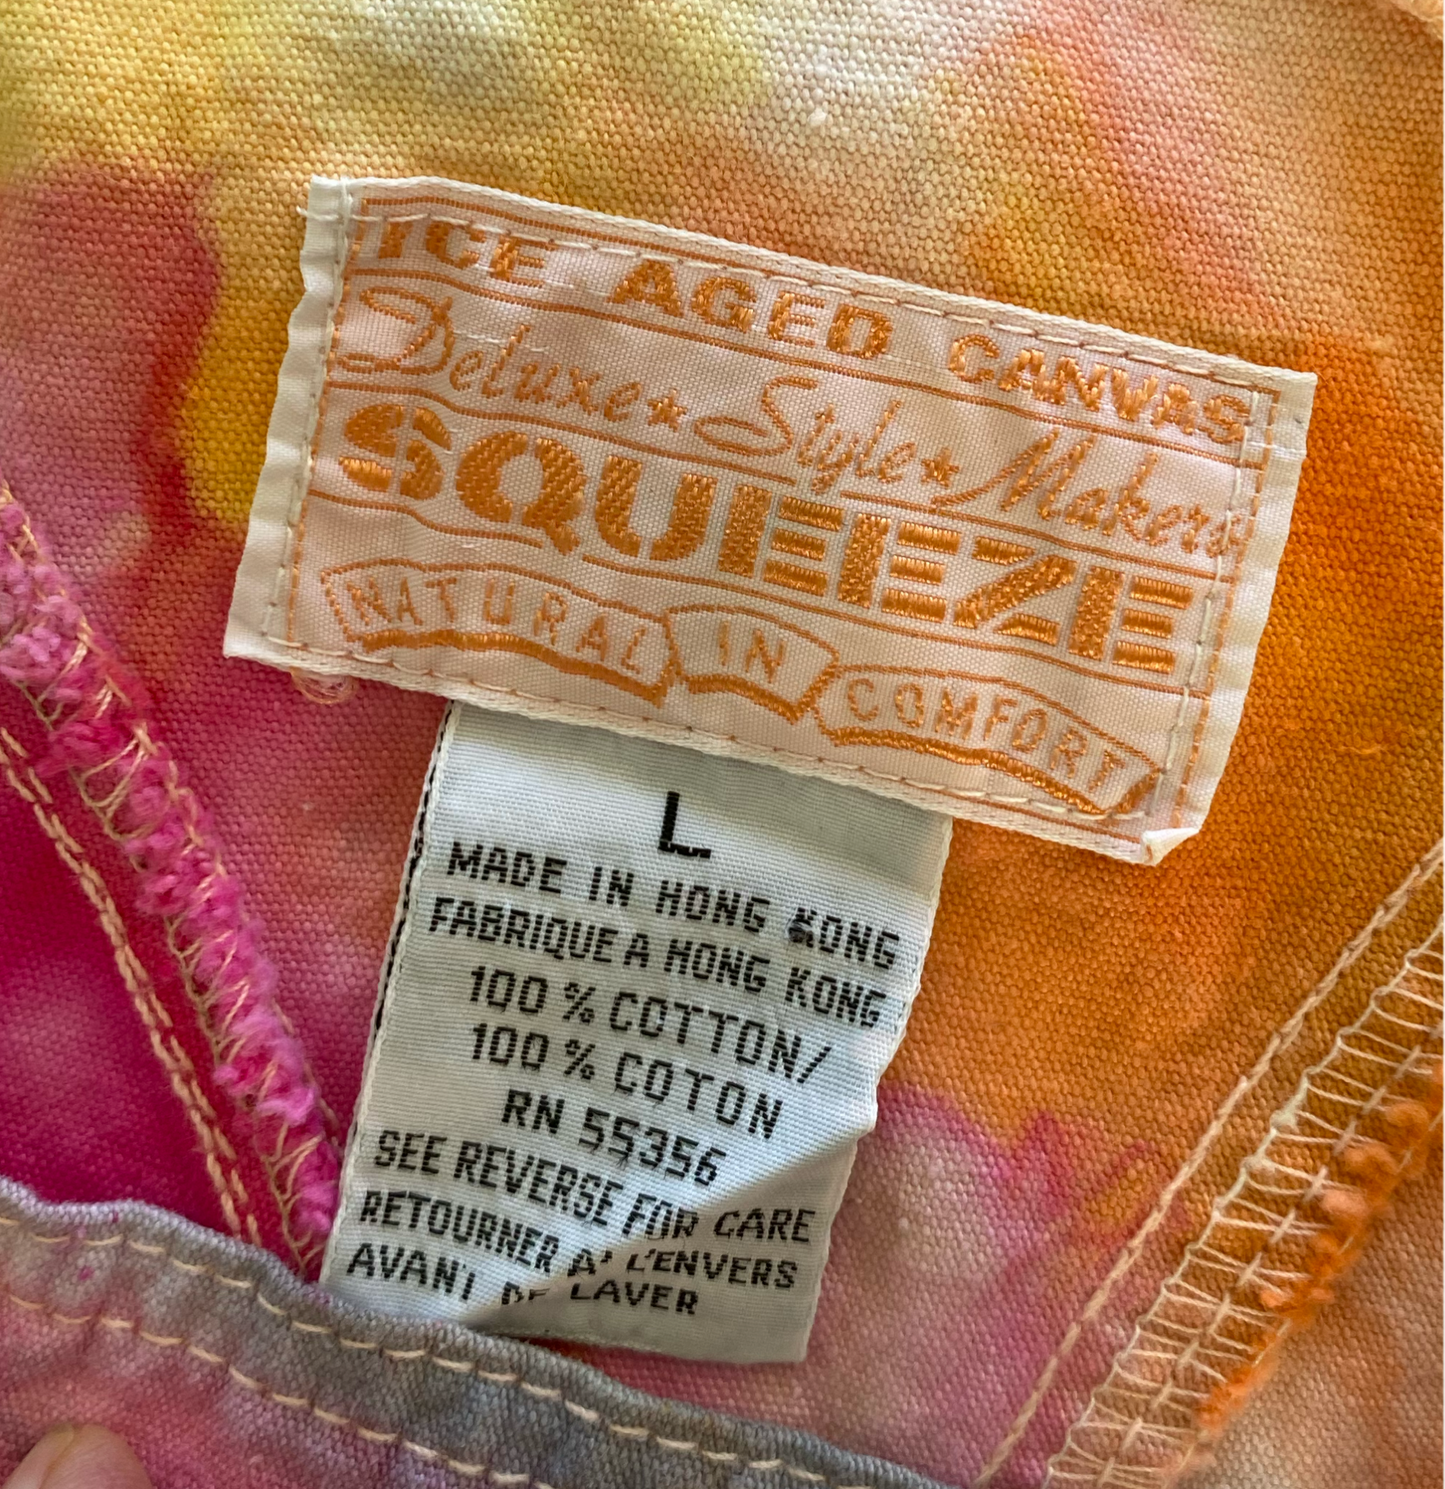 ICE AGED CANVAS
Deluxe★Style★Makers
SQUEEZE
NATURAL IN COMFORT
L
MADE IN HONG KONG
FABRIQUE A HONG KONG
100 % COTTON/
100 % COTON
RN 55356
SEE REVERSE FOR CARE
RETOURNER A' L'ENVERS
AVANT DE LAVER